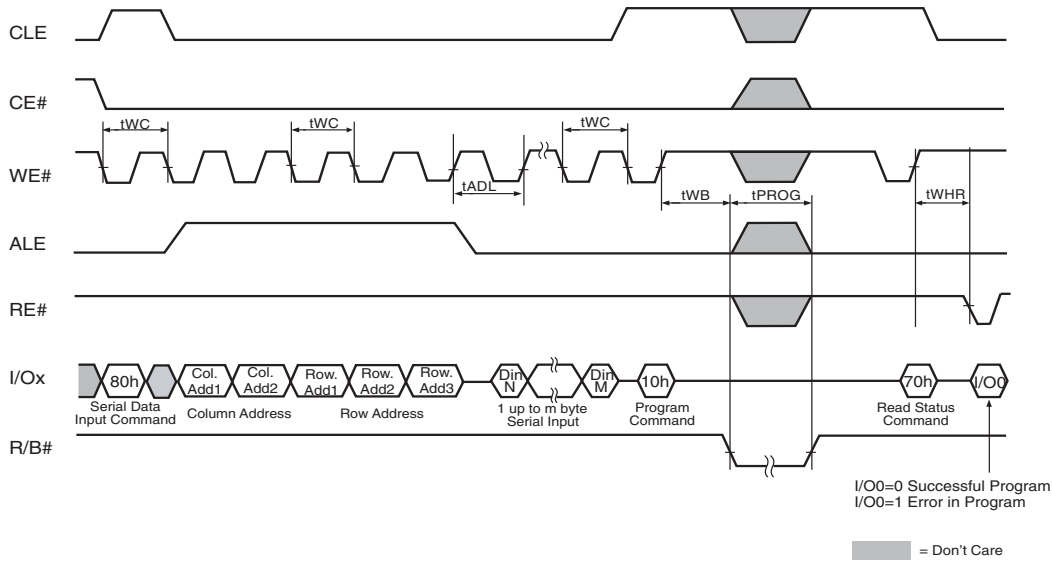 CLE
CE#
tWC
tWC
tWC
WE#
tADL
tWB
tPROG
tWHR
ALE
RE#
I/Ox
80h
Col. Add1
Col. Add2
Row. Add1
Row. Add2
Row. Add3
Din N
Din M
10h
70h
I/O0
Serial Data
Input Command
Column Address
Row Address
1 up to m byte
Serial Input
Program
Command
Read Status
Command
R/B#
I/O0=0 Successful Program
I/O0=1 Error in Program
= Don't Care